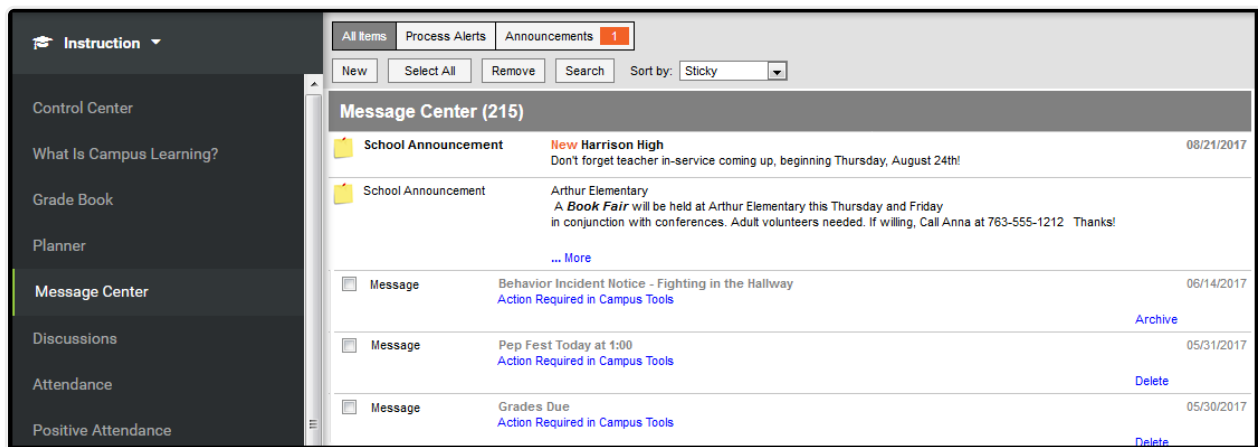 Instruction
Control Center
What Is Campus Learning?
Grade Book
Planner
Message Center
Discussions
Attendance
Positive Attendance
All Items Process Alerts Announcements 1
New Select All Remove Search Sort by: Sticky
Message Center (215)
School Announcement New Harrison High 08/21/2017
Don't forget teacher in-service coming up, beginning Thursday, August 24th!
School Announcement Arthur Elementary
A Book Fair will be held at Arthur Elementary this Thursday and Friday
in conjunction with conferences. Adult volunteers needed. If willing, Call Anna at 763-555-1212 Thanks!
... More
Message Behavior Incident Notice - Fighting in the Hallway 06/14/2017
Action Required in Campus Tools
Archive
Message Pep Fest Today at 1:00 05/31/2017
Action Required in Campus Tools
Delete
Message Grades Due 05/30/2017
Action Required in Campus Tools
Delete